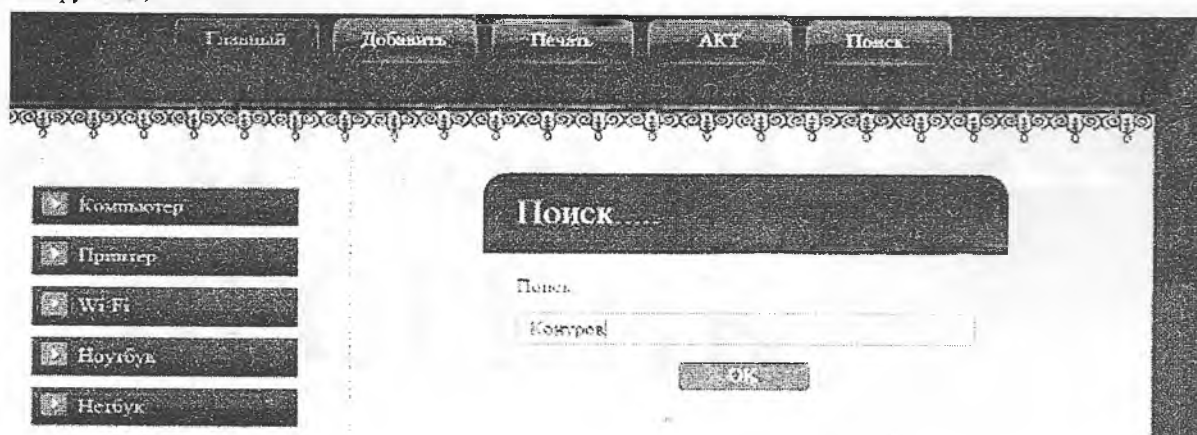 Главный Добавить Печать АКТ Поиск
Компьютер
Принтер
Wi-Fi
Ноутбук
Нетбук
Поиск.....
Поиск
OK